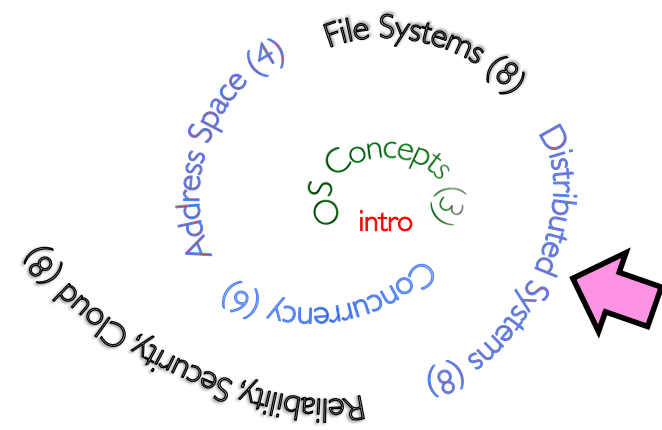 intro
OS Concepts (3)
Concurrency (6)
Address Space (4)
File Systems (8)
Distributed Systems (8)
Reliability, Security, Cloud (8)